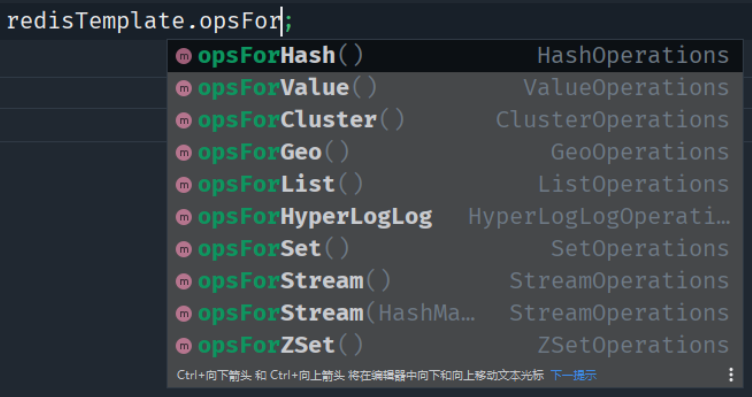 redisTemplate.opsFor;
opsForHash() HashOperations
opsForValue() ValueOperations
opsForCluster() ClusterOperations
opsForGeo() GeoOperations
opsForList() ListOperations
opsForHyperLogLog HyperLogLogOperati…
opsForSet() SetOperations
opsForStream() StreamOperations
opsForStream(HashMa… StreamOperations
opsForZSet() ZSetOperations
Ctrl+向下箭头 和 Ctrl+向上箭头 将在编辑器中向下和向上移动文本光标 下一提示